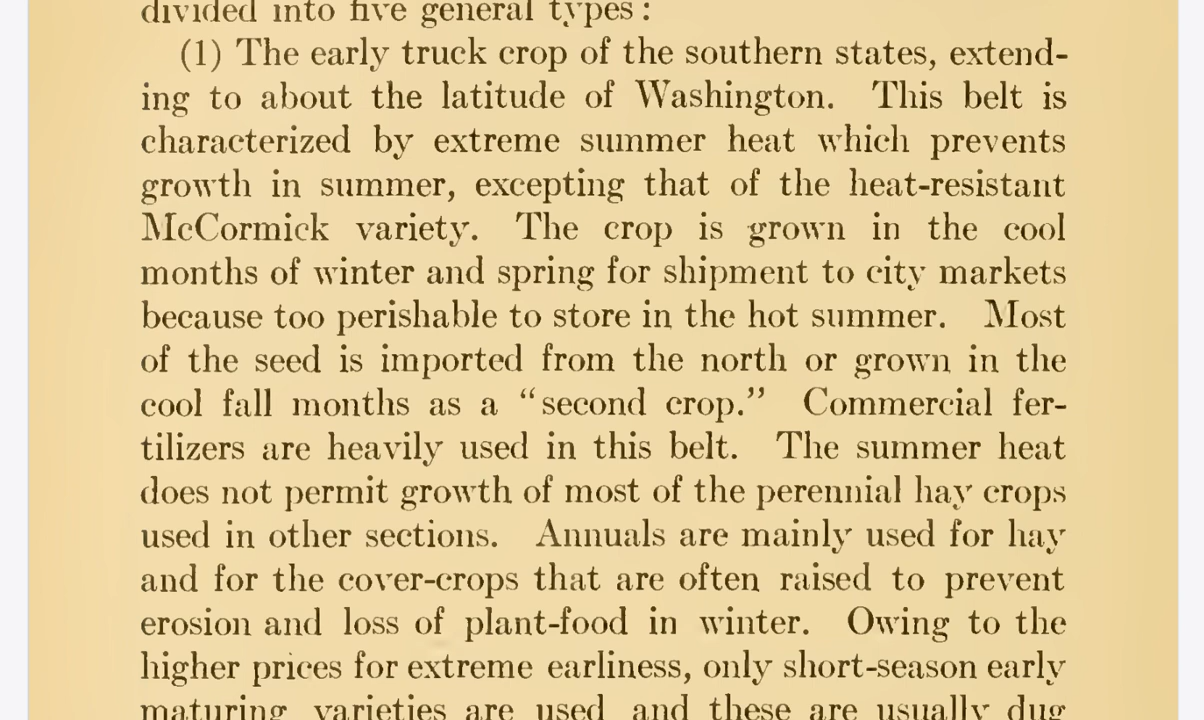 divided into five general types:
(1) The early truck crop of the southern states, extend-
ing to about the latitude of Washington. This belt is
characterized by extreme summer heat which prevents
growth in summer, excepting that of the heat-resistant
McCormick variety. The crop is grown in the cool
months of winter and spring for shipment to city markets
because too perishable to store in the hot summer. Most
of the seed is imported from the north or grown in the
cool fall months as a “second crop.” Commercial fer-
tilizers are heavily used in this belt. The summer heat
does not permit growth of most of the perennial hay crops
used in other sections. Annuals are mainly used for hay
and for the cover-crops that are often raised to prevent
erosion and loss of plant-food in winter. Owing to the
higher prices for extreme earliness, only short-season early
maturing varieties are used and these are usually dug